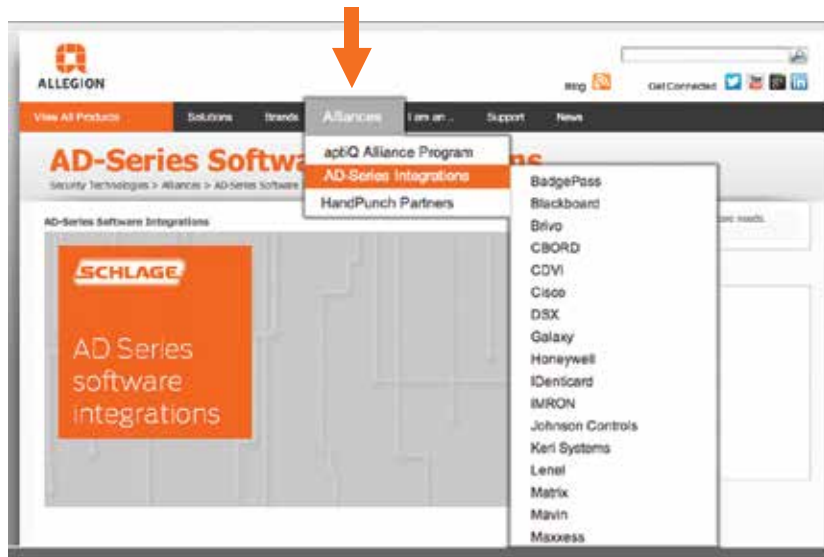 ALLEGION
Blog
Get Connected
View All Products Solutions Brands Alliances I am an .. Support News
AD-Series Softwa
ns
Security Technologies > Alliances > AD-Series Software
aptiQ Alliance Program
AD-Series Integrations
HandPunch Partners
AD-Series Software Integrations
needs.
SCHLAGE
AD Series
software
integrations
BadgePass
Blackboard
Brivo
CBORD
CDVI
Cisco
DSX
Galaxy
Honeywell
IDenticard
IMRON
Johnson Controls
Keri Systems
Lenel
Matrix
Mavin
Maxxess